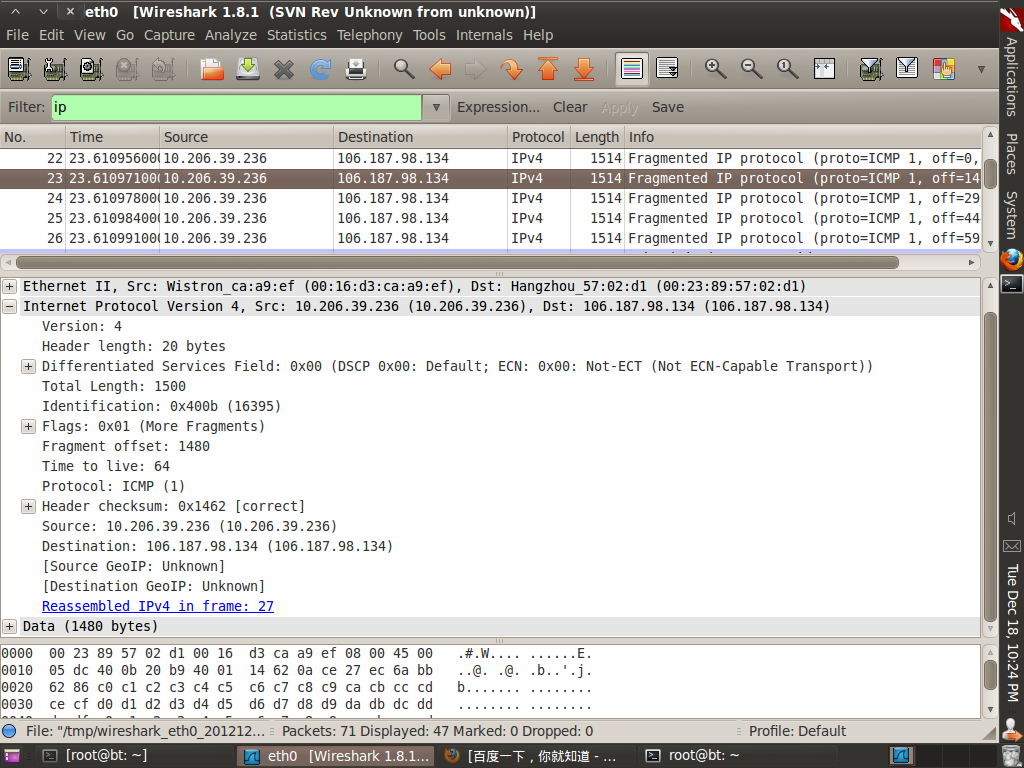 eth0 [Wireshark 1.8.1 (SVN Rev Unknown from unknown)]
File Edit View Go Capture Analyze Statistics Telephony Tools Internals Help
Filter: ip Expression... Clear Apply Save
No. Time Source Destination Protocol Length Info
22 23.610956000 10.206.39.236 106.187.98.134 IPv4 1514 Fragmented IP protocol (proto=ICMP 1, off=0,
23 23.610971000 10.206.39.236 106.187.98.134 IPv4 1514 Fragmented IP protocol (proto=ICMP 1, off=14
24 23.610978000 10.206.39.236 106.187.98.134 IPv4 1514 Fragmented IP protocol (proto=ICMP 1, off=29
25 23.610984000 10.206.39.236 106.187.98.134 IPv4 1514 Fragmented IP protocol (proto=ICMP 1, off=44
26 23.610991000 10.206.39.236 106.187.98.134 IPv4 1514 Fragmented IP protocol (proto=ICMP 1, off=59
Ethernet II, Src: Wistron_ca:a9:ef (00:16:d3:ca:a9:ef), Dst: Hangzhou_57:02:d1 (00:23:89:57:02:d1)
Internet Protocol Version 4, Src: 10.206.39.236 (10.206.39.236), Dst: 106.187.98.134 (106.187.98.134)
Version: 4
Header length: 20 bytes
Differentiated Services Field: 0x00 (DSCP 0x00: Default; ECN: 0x00: Not-ECT (Not ECN-Capable Transport))
Total Length: 1500
Identification: 0x400b (16395)
Flags: 0x01 (More Fragments)
Fragment offset: 1480
Time to live: 64
Protocol: ICMP (1)
Header checksum: 0x1462 [correct]
Source: 10.206.39.236 (10.206.39.236)
Destination: 106.187.98.134 (106.187.98.134)
[Source GeoIP: Unknown]
[Destination GeoIP: Unknown]
Reassembled IPv4 in frame: 27
Data (1480 bytes)
0000 00 23 89 57 02 d1 00 16 d3 ca a9 ef 08 00 45 00 .#.W.... ......E.
0010 05 dc 40 0b 20 b9 40 01 14 62 0a ce 27 ec 6a bb ..@. .@. .b..'.j.
0020 62 86 c0 c1 c2 c3 c4 c5 c6 c7 c8 c9 ca cb cc cd b....... ........
0030 ce cf d0 d1 d2 d3 d4 d5 d6 d7 d8 d9 da db dc dd ........ ........
File: "/tmp/wireshark_eth0_201212... Packets: 71 Displayed: 47 Marked: 0 Dropped: 0 Profile: Default
[root@bt: ~] eth0 [Wireshark 1.8.1... [百度一下，你就知道 - ... root@bt: ~
Applications
Places
System
Tue Dec 18, 10:24 PM